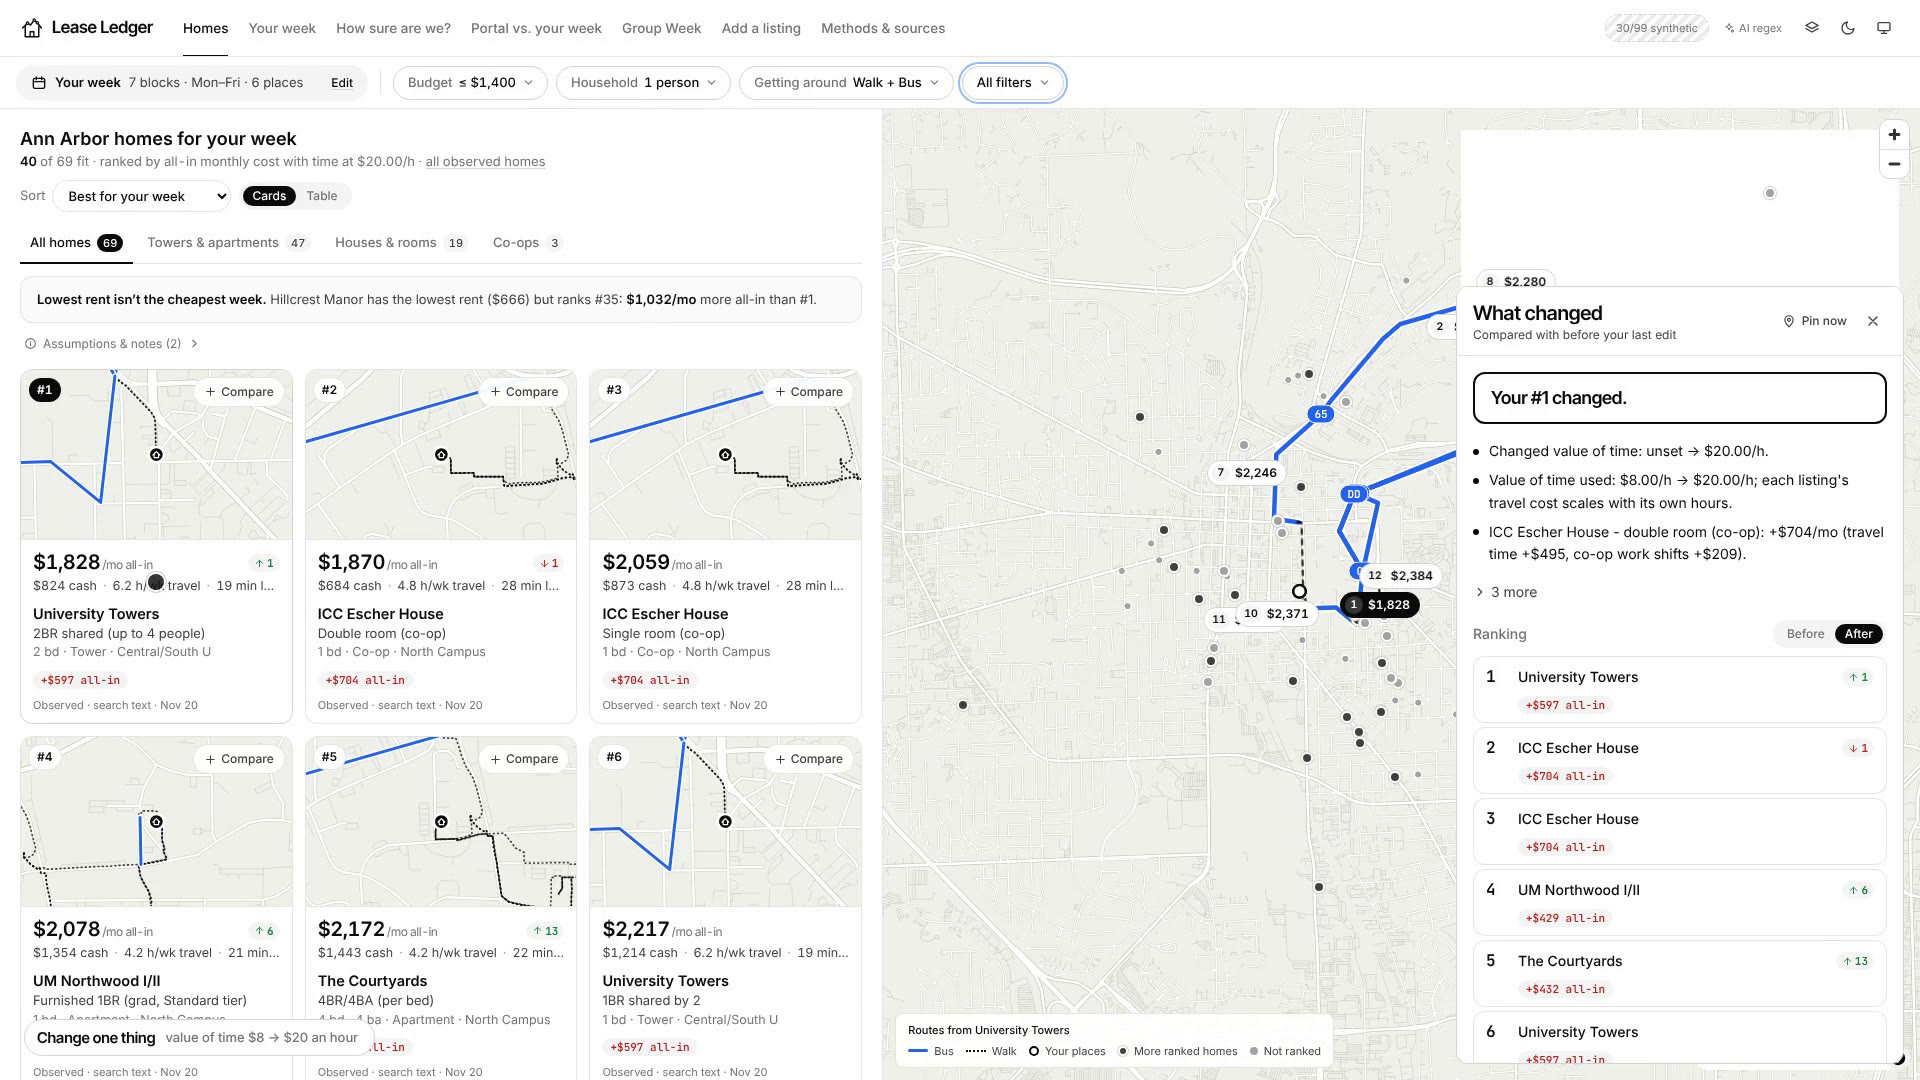 Lease Ledger
Homes
Your week
How sure are we?
Portal vs. your week
Group Week
Add a listing
Methods & sources
30/99 synthetic
AI regex
Your week 7 blocks · Mon–Fri · 6 places Edit
Budget ≤ $1,400
Household 1 person
Getting around Walk + Bus
All filters
Ann Arbor homes for your week
40 of 69 fit · ranked by all-in monthly cost with time at $20.00/h · all observed homes
Sort Best for your week Cards Table
All homes 69
Towers & apartments 47
Houses & rooms 19
Co-ops 3
Lowest rent isn’t the cheapest week. Hillcrest Manor has the lowest rent ($666) but ranks #35: $1,032/mo more all-in than #1.
Assumptions & notes (2)
#1
+ Compare
$1,828 /mo all-in ↑ 1
$824 cash · 6.2 h/wk travel · 19 min l...
University Towers
2BR shared (up to 4 people)
2 bd · Tower · Central/South U
+$597 all-in
Observed · search text · Nov 20
#2
+ Compare
$1,870 /mo all-in ↓ 1
$684 cash · 4.8 h/wk travel · 28 min l...
ICC Escher House
Double room (co-op)
1 bd · Co-op · North Campus
+$704 all-in
Observed · search text · Nov 20
#3
+ Compare
$2,059 /mo all-in
$873 cash · 4.8 h/wk travel · 28 min l...
ICC Escher House
Single room (co-op)
1 bd · Co-op · North Campus
+$704 all-in
Observed · search text · Nov 20
#4
+ Compare
$2,078 /mo all-in ↑ 6
$1,354 cash · 4.2 h/wk travel · 21 min...
UM Northwood I/II
Furnished 1BR (grad, Standard tier)
1 bd · Apartment · North Campus
Observed · search text · Nov 20
#5
+ Compare
$2,172 /mo all-in ↑ 13
$1,443 cash · 4.2 h/wk travel · 22 min...
The Courtyards
4BR/4BA (per bed)
4 bd · 4 ba · Apartment · North Campus
all-in
Observed · search text · Nov 20
#6
+ Compare
$2,217 /mo all-in
$1,214 cash · 6.2 h/wk travel · 19 min...
University Towers
1BR shared by 2
1 bd · Tower · Central/South U
+$597 all-in
Observed · search text · Nov 20
Change one thing value of time $8 → $20 an hour
8 $2,280
2
65
7 $2,246
DD
12 $2,384
1 $1,828
10 $2,371
11
Routes from University Towers
Bus
Walk
Your places
More ranked homes
Not ranked
+
−
What changed
Compared with before your last edit
Pin now
Your #1 changed.
Changed value of time: unset → $20.00/h.
Value of time used: $8.00/h → $20.00/h; each listing's
travel cost scales with its own hours.
ICC Escher House - double room (co-op): +$704/mo (travel
time +$495, co-op work shifts +$209).
3 more
Ranking Before After
1 University Towers ↑ 1
+$597 all-in
2 ICC Escher House ↓ 1
+$704 all-in
3 ICC Escher House
+$704 all-in
4 UM Northwood I/II ↑ 6
+$429 all-in
5 The Courtyards ↑ 13
+$432 all-in
6 University Towers
+$597 all-in